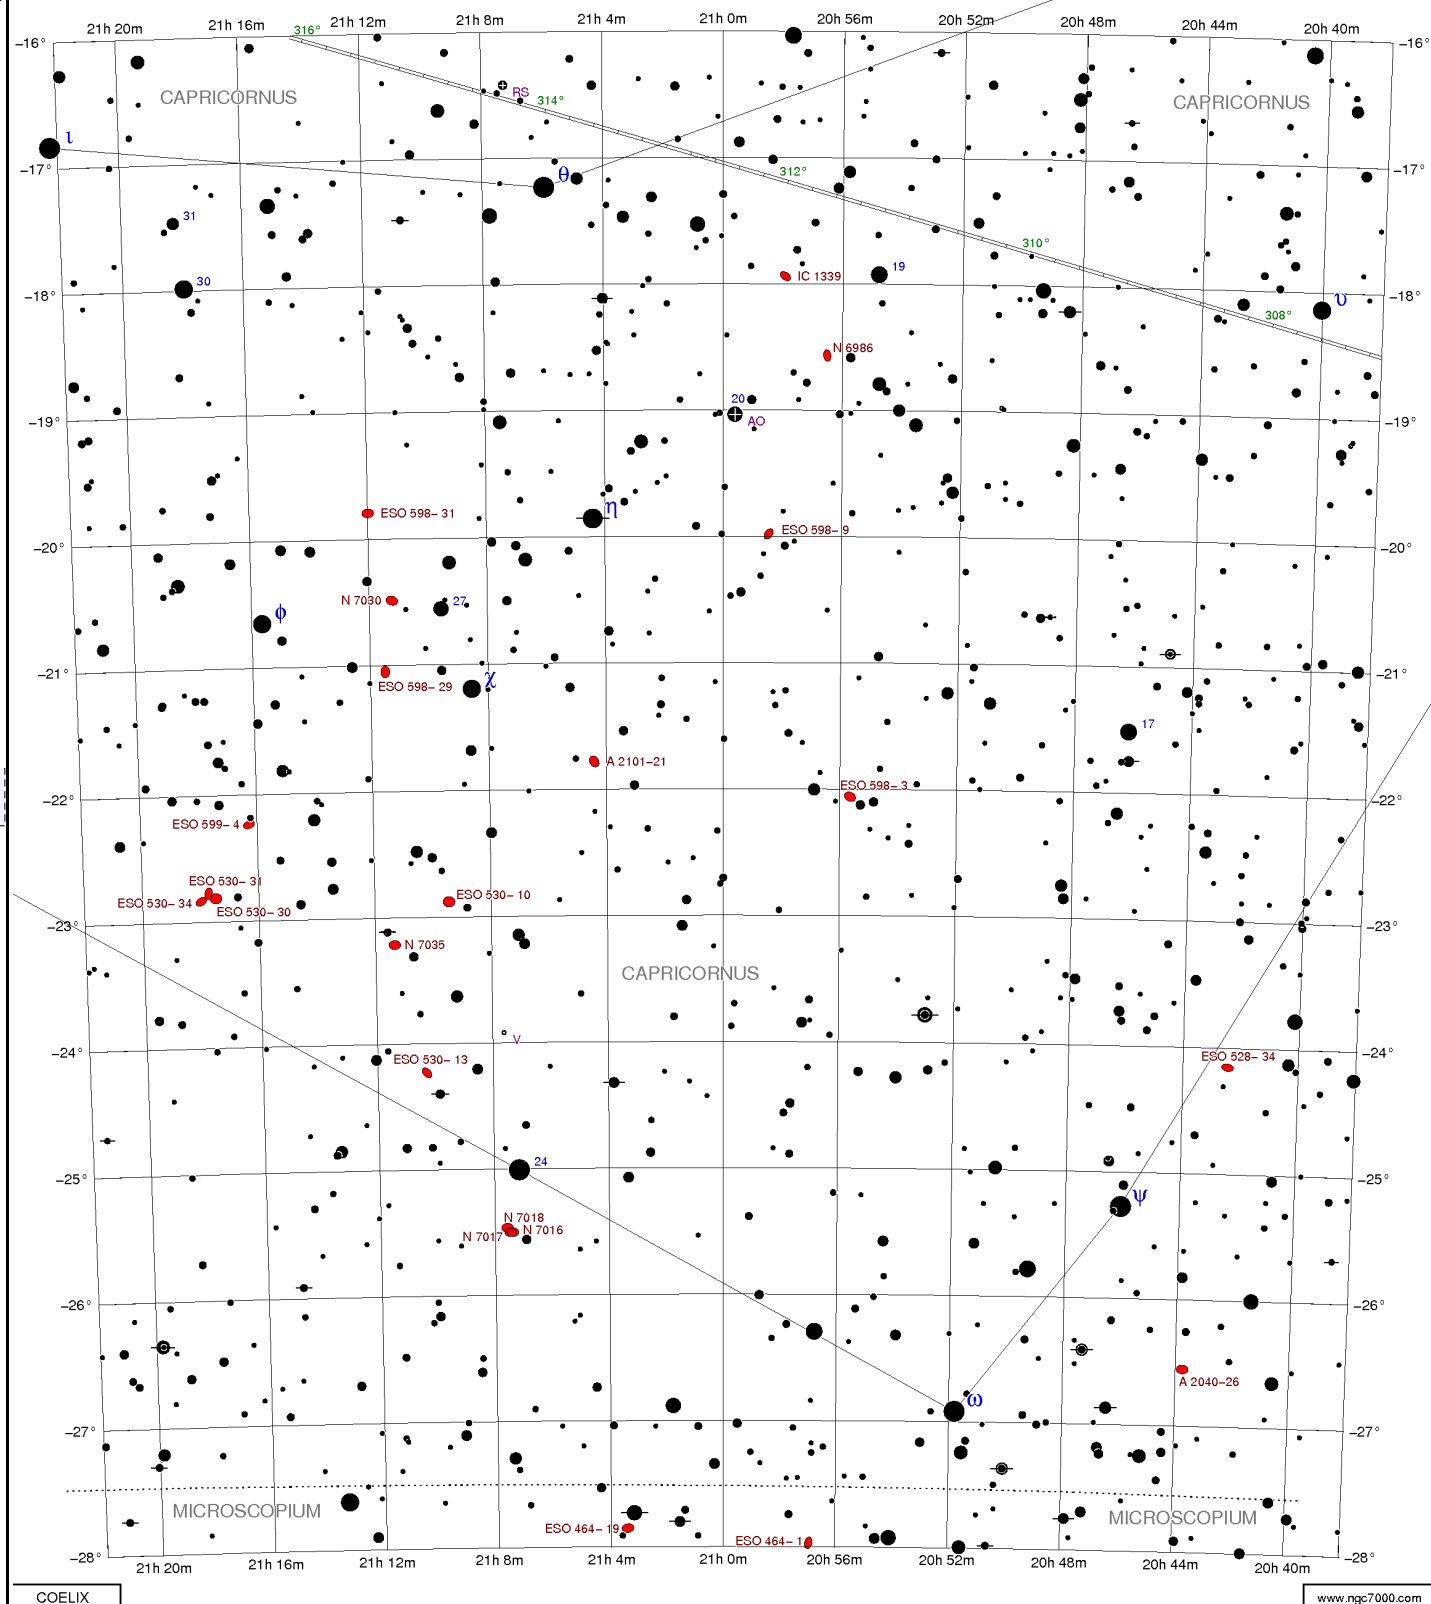 21h 20m 21h 16m 21h 12m 21h 8m 21h 4m 21h 0m 20h 56m 20h 52m 20h 48m 20h 44m 20h 40m
-16° 316° -16°
RS 314°
CAPRICORNUS CAPRICORNUS
ι
-17° θ 312° -17°
31
310°
30 IC 1339 19
-18° υ -18°
308°
N 6986
20
-19° AO -19°
η
ESO 598-31
ESO 598-9
-20° -20°
N 7030 27
φ
-21° χ -21°
ESO 598-29
17
A 2101-21
ESO 598-3
-22° -22°
ESO 599-4
ESO 530-31
ESO 530-34 ESO 530-10
ESO 530-30
-23° -23°
N 7035
CAPRICORNUS
V
-24° ESO 530-13 ESO 528-34 -24°
24
-25° -25°
ψ
N 7018
N 7017 N 7016
-26° -26°
A 2040-26
ω
-27° -27°
MICROSCOPIUM MICROSCOPIUM
ESO 464-19
ESO 464-1
-28° -28°
21h 20m 21h 16m 21h 12m 21h 8m 21h 4m 21h 0m 20h 56m 20h 52m 20h 48m 20h 44m 20h 40m
COELIX www.ngc7000.com